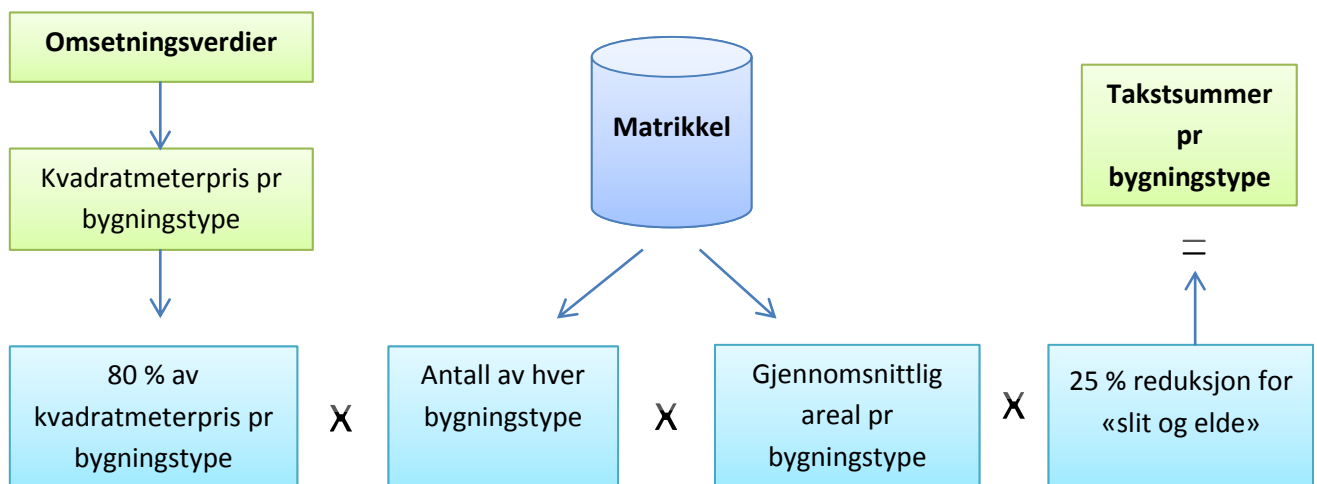 Omsetningsverdier
Kvadratmeterpris pr
bygningstype
Matrikkel
Takstsummer
pr
bygningstype
=
80 % av
kvadratmeterpris pr
bygningstype
X
Antall av hver
bygningstype
X
Gjennomsnittlig
areal pr
bygningstype
X
25 % reduksjon for
«slit og elde»